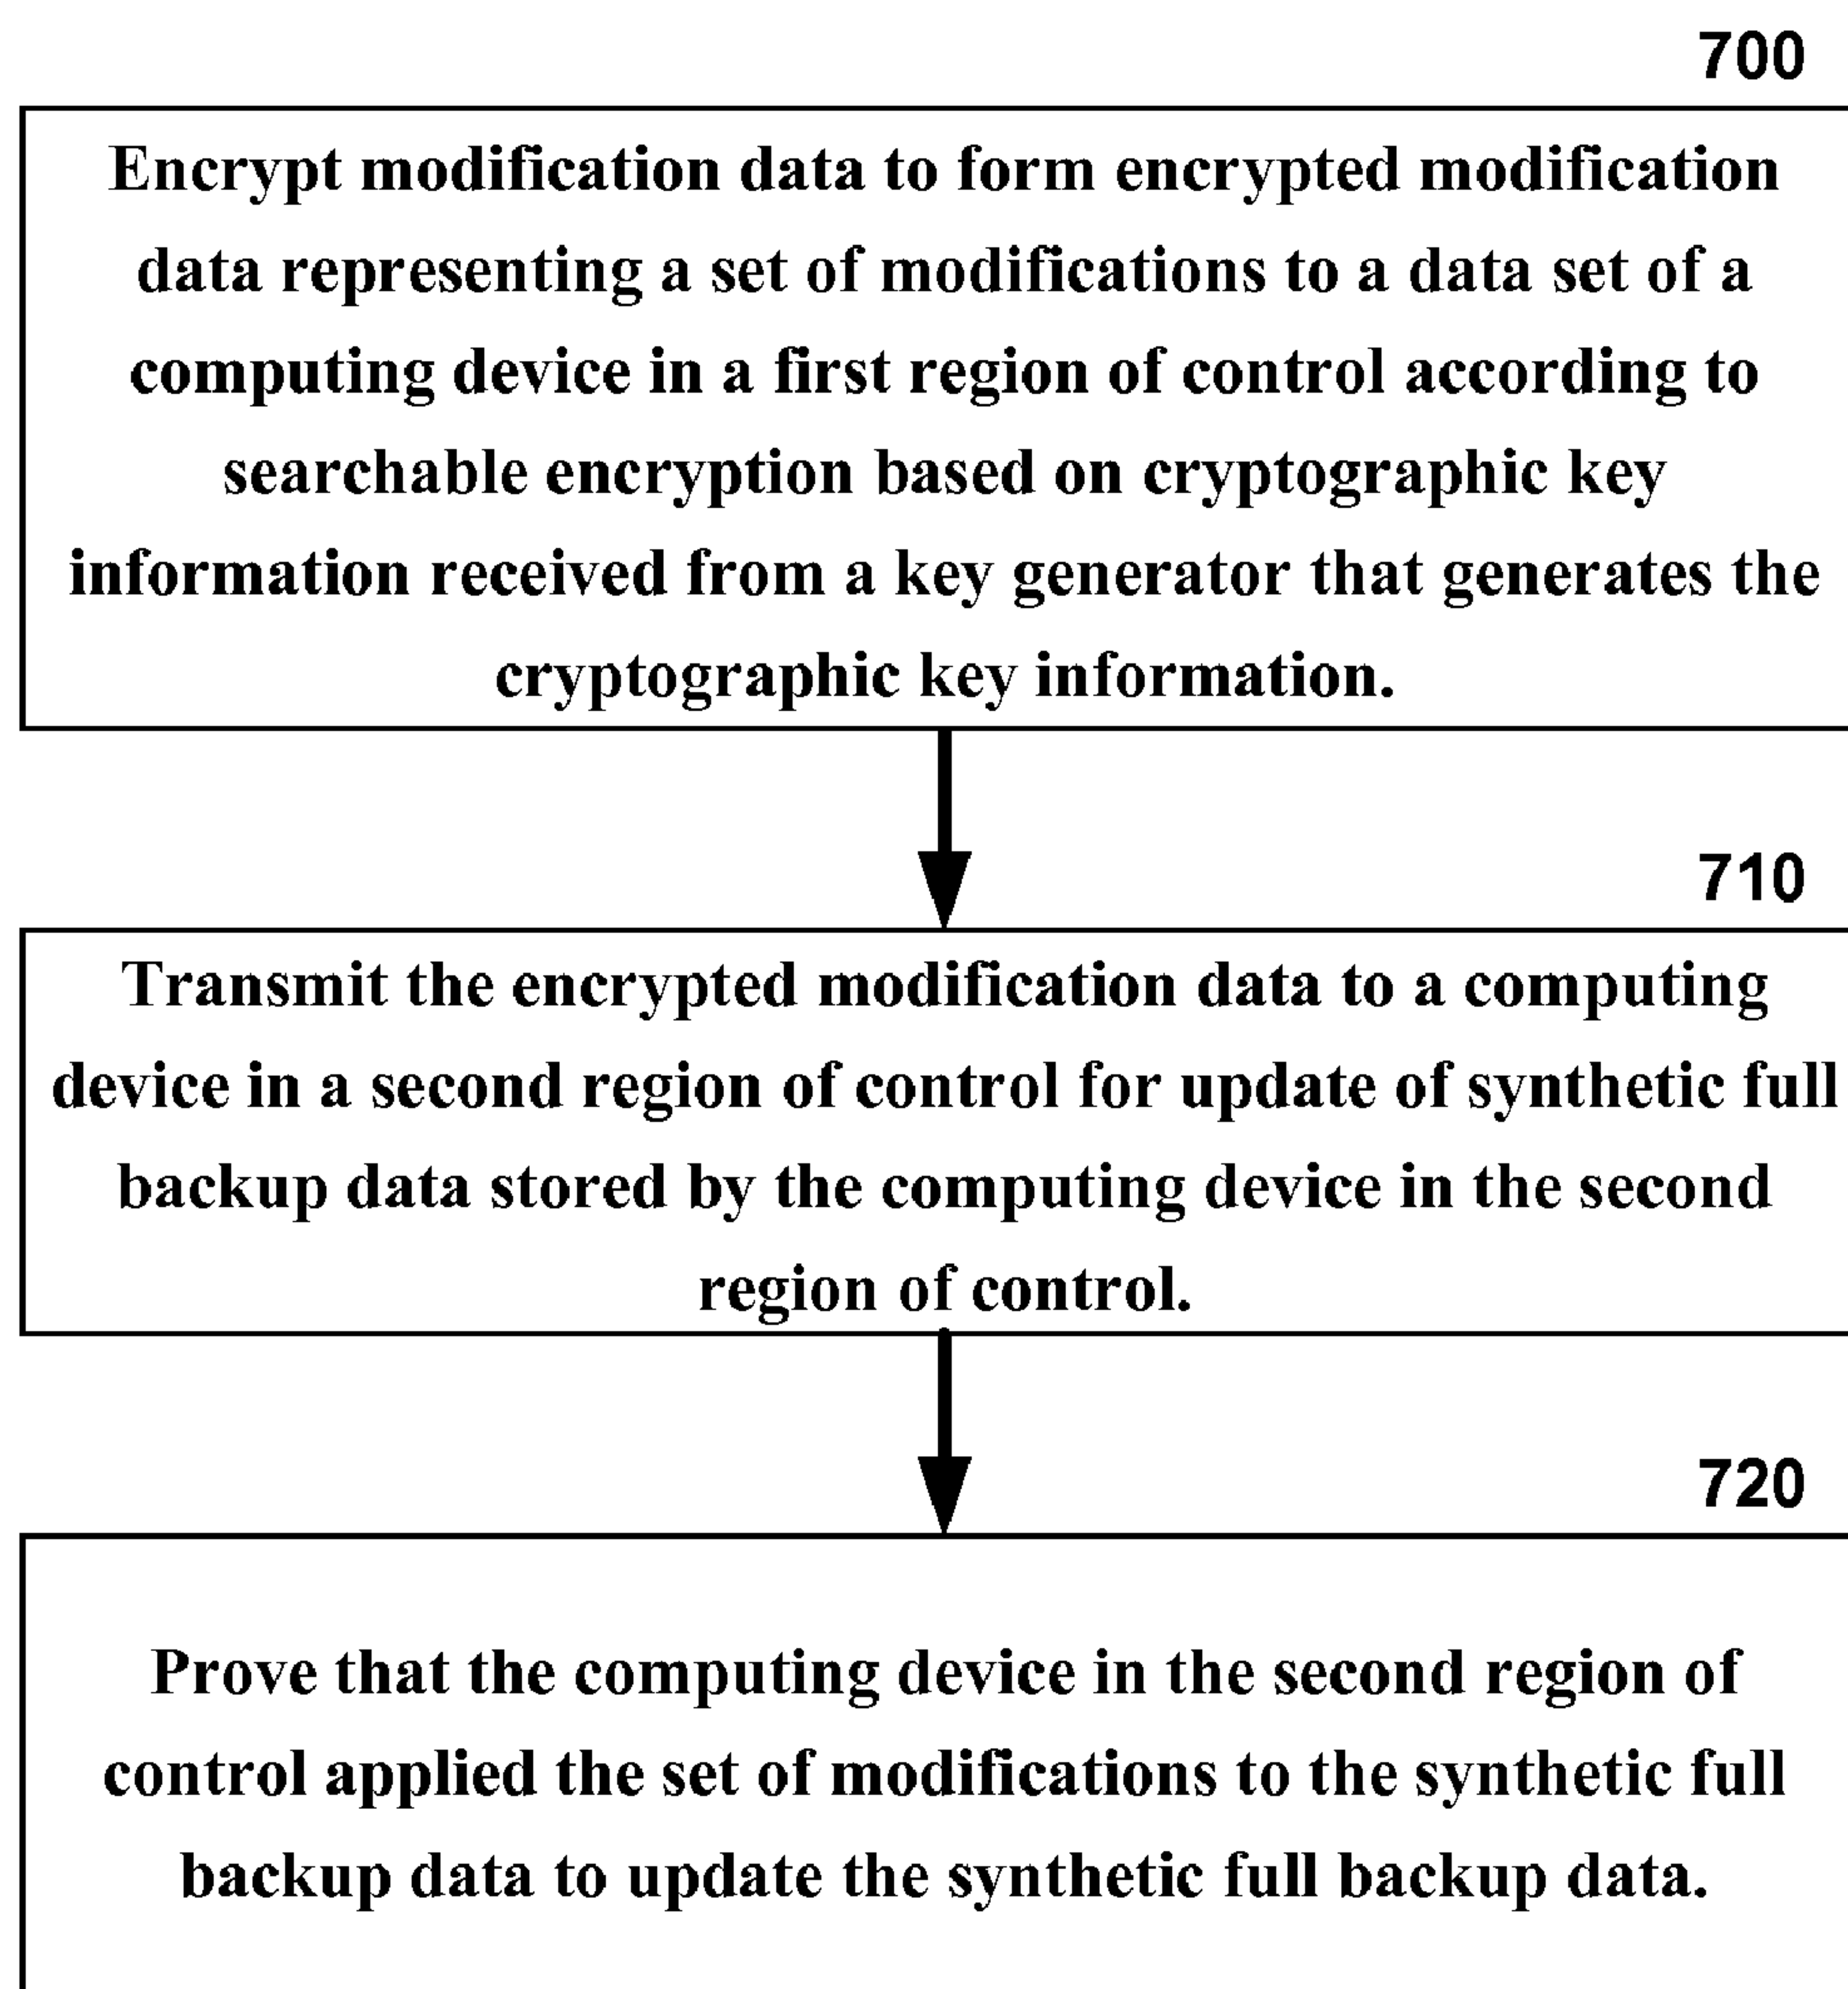 700
Encrypt modification data to form encrypted modification
data representing a set of modifications to a data set of a
computing device in a first region of control according to
searchable encryption based on cryptographic key
information received from a key generator that generates the
cryptographic key information.
710
Transmit the encrypted modification data to a computing
device in a second region of control for update of synthetic full
backup data stored by the computing device in the second
region of control.
720
Prove that the computing device in the second region of
control applied the set of modifications to the synthetic full
backup data to update the synthetic full backup data.